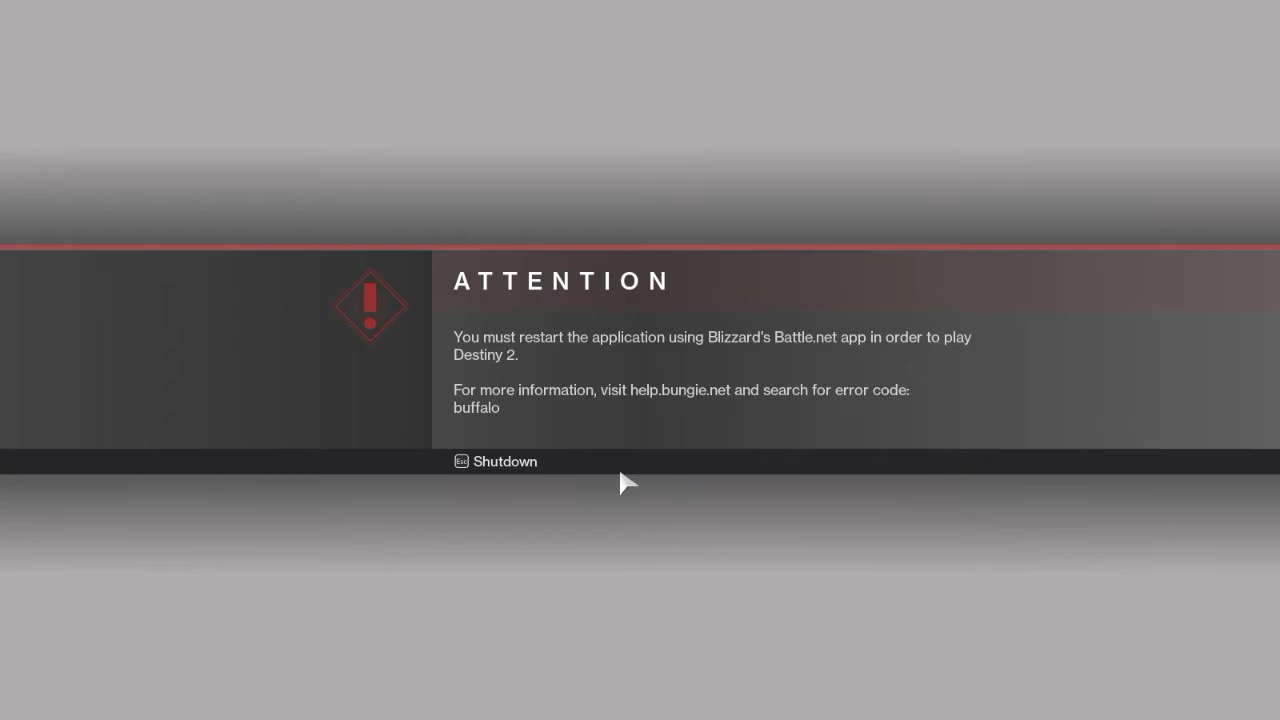 ATTENTION
You must restart the application using Blizzard's Battle.net app in order to play
Destiny 2.
For more information, visit help.bungie.net and search for error code:
buffalo
Esc Shutdown